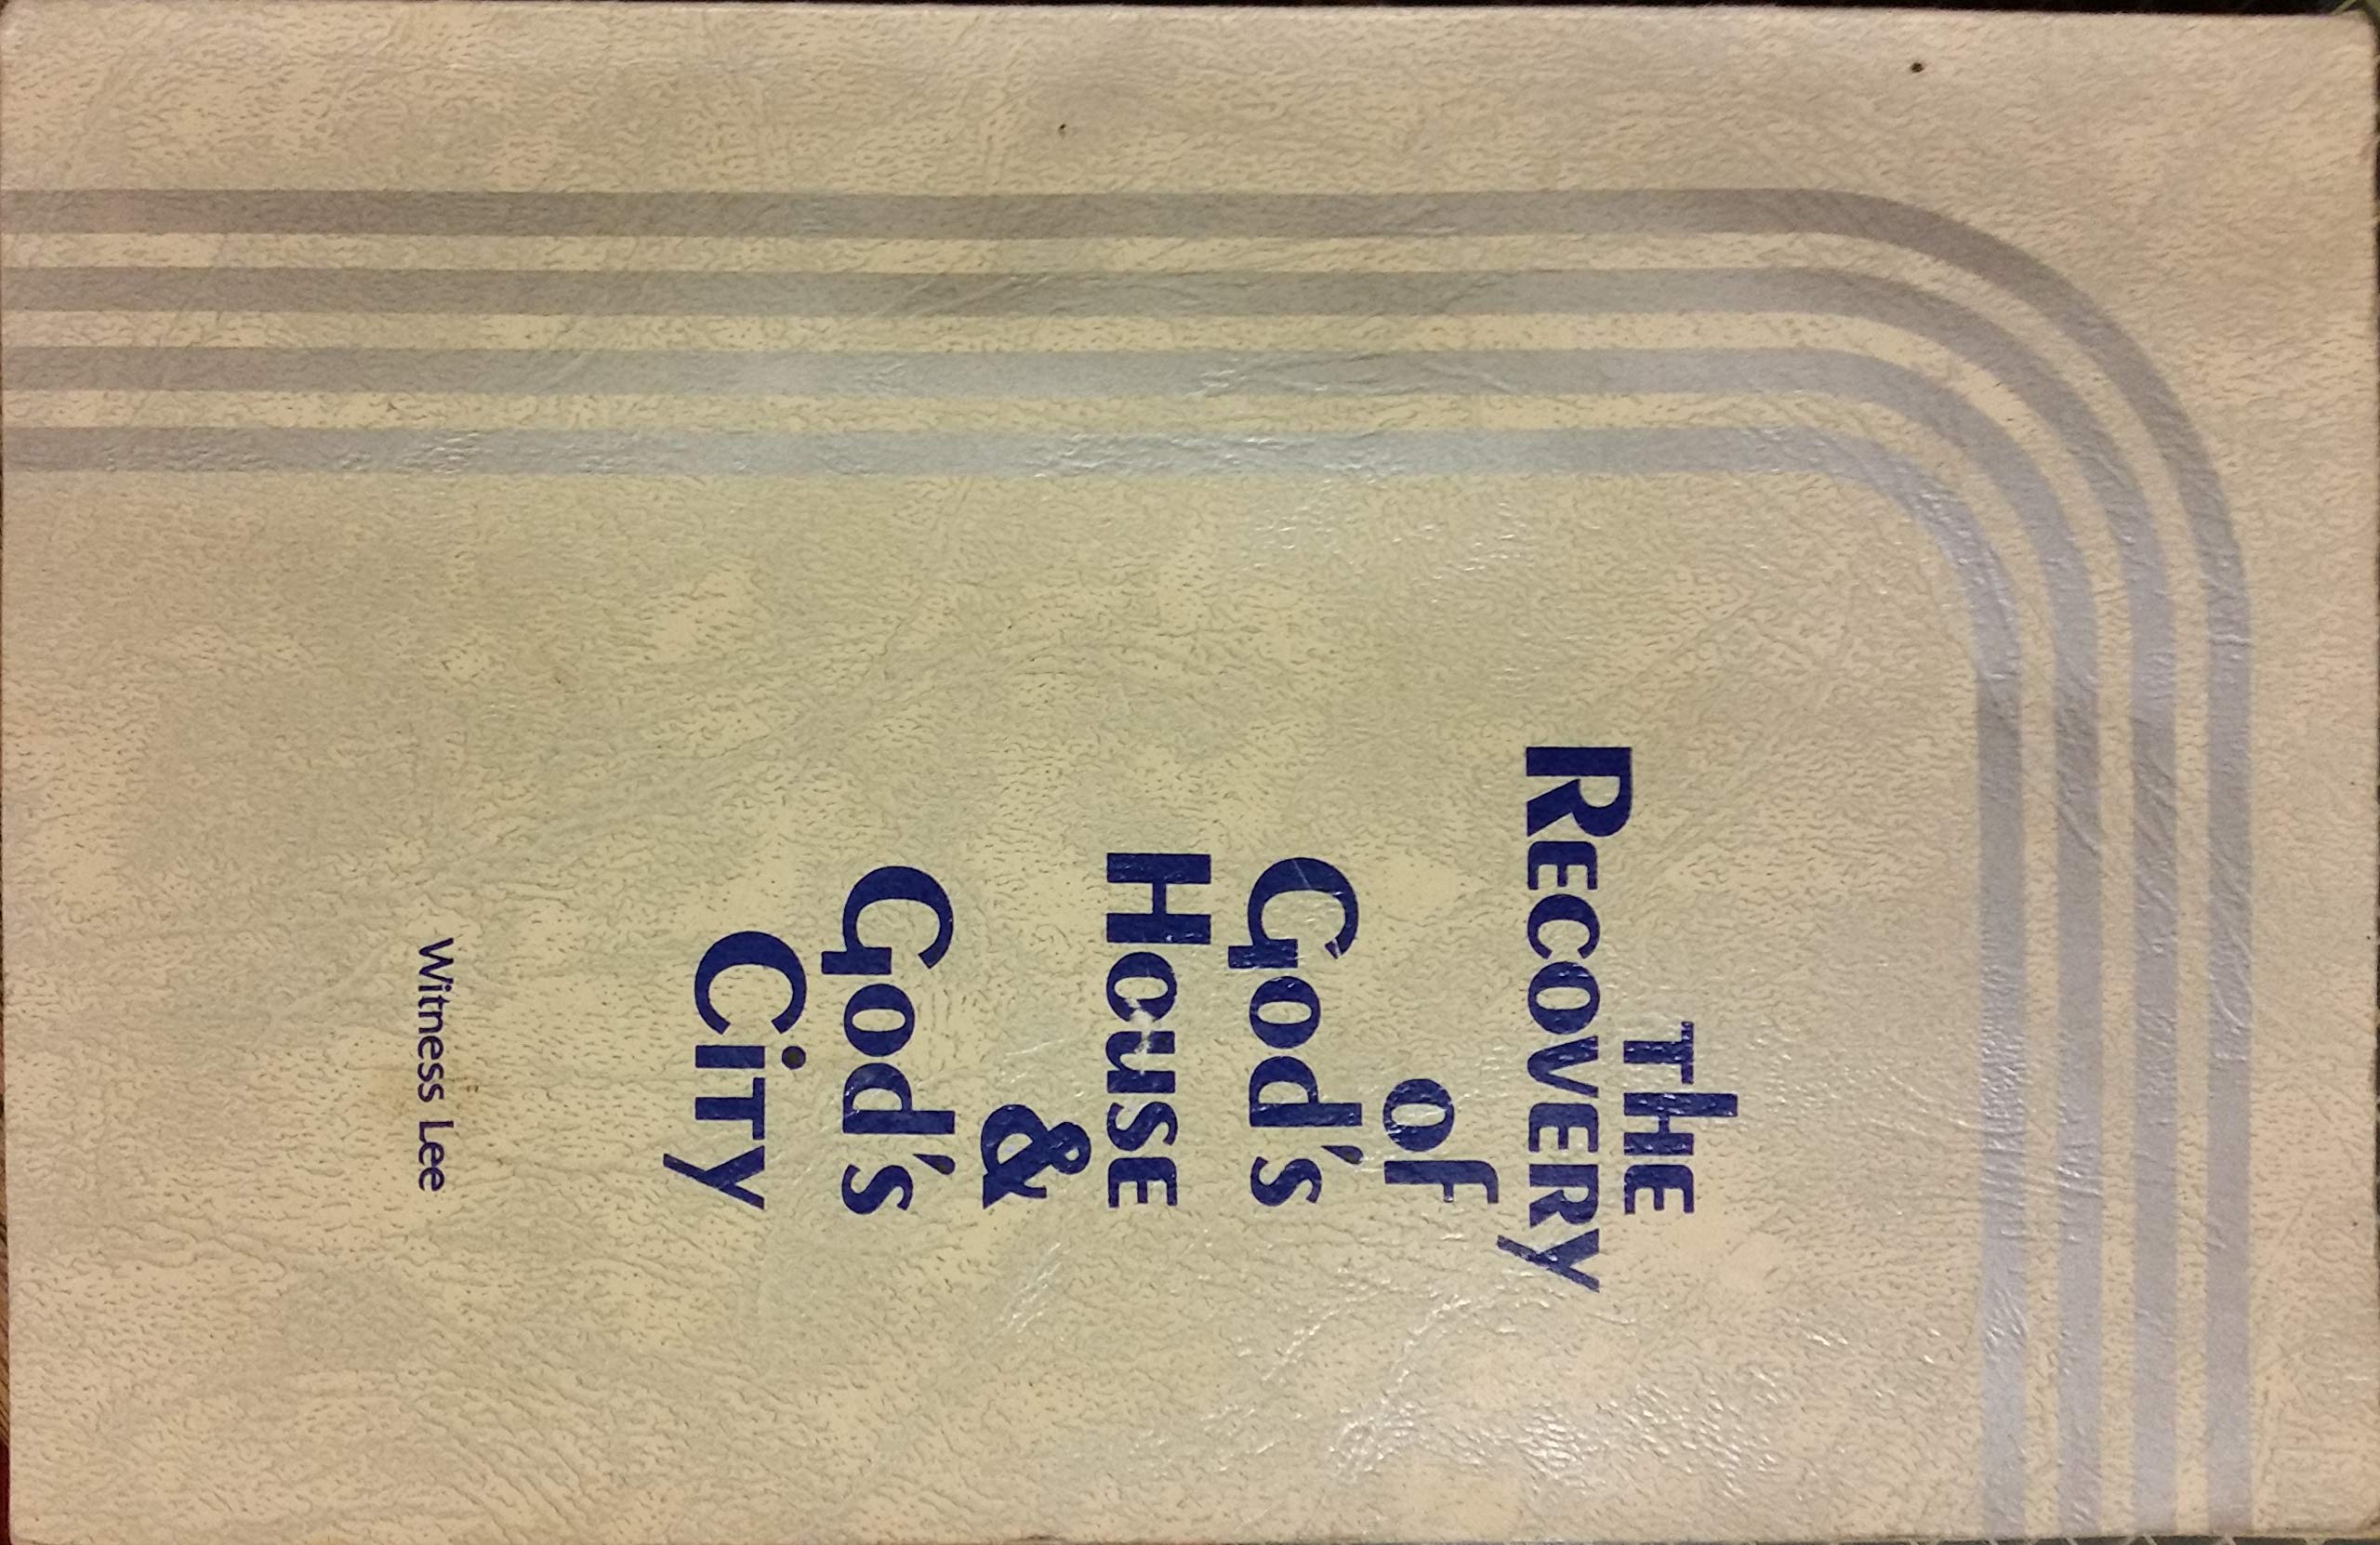 The
Recovery
of
God's
House
&
God's
City
Witness Lee